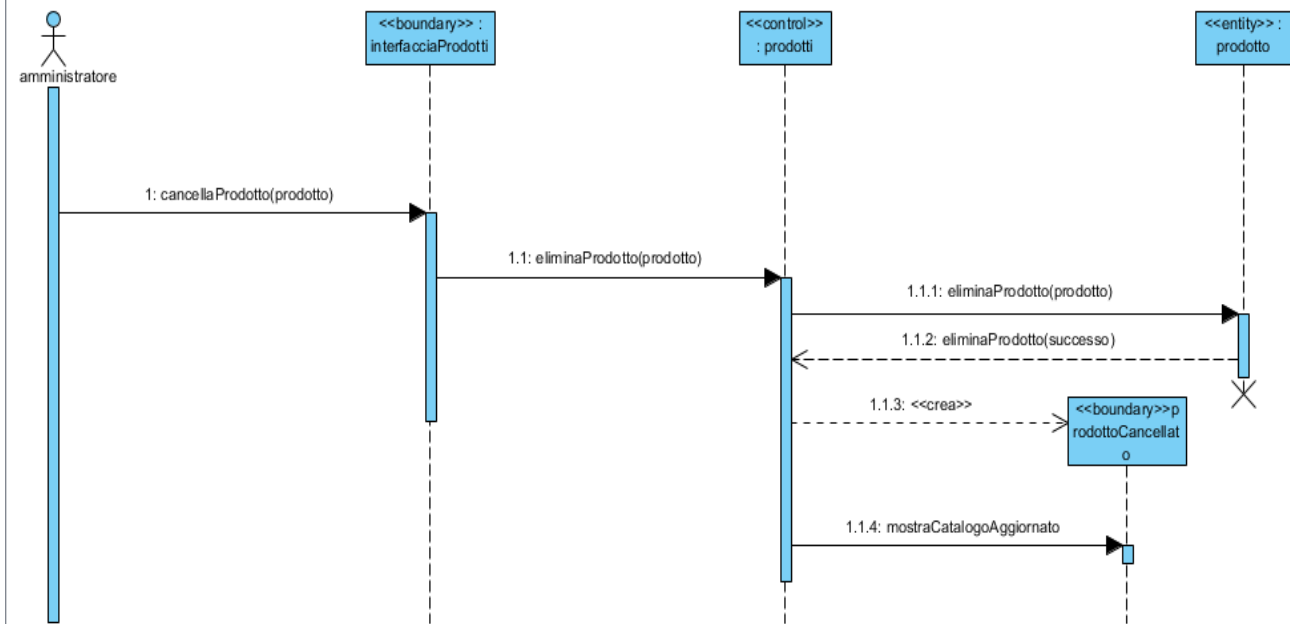 <<boundary>> :
interfacciaProdotti
<<control>>
: prodotti
<<entity>> :
prodotto
amministratore
1: cancellaProdotto(prodotto)
1.1: eliminaProdotto(prodotto)
1.1.1: eliminaProdotto(prodotto)
1.1.2: eliminaProdotto(successo)
1.1.3: <<crea>>
<<boundary>>p
rodottoCancellat
o
1.1.4: mostraCatalogoAggiornato